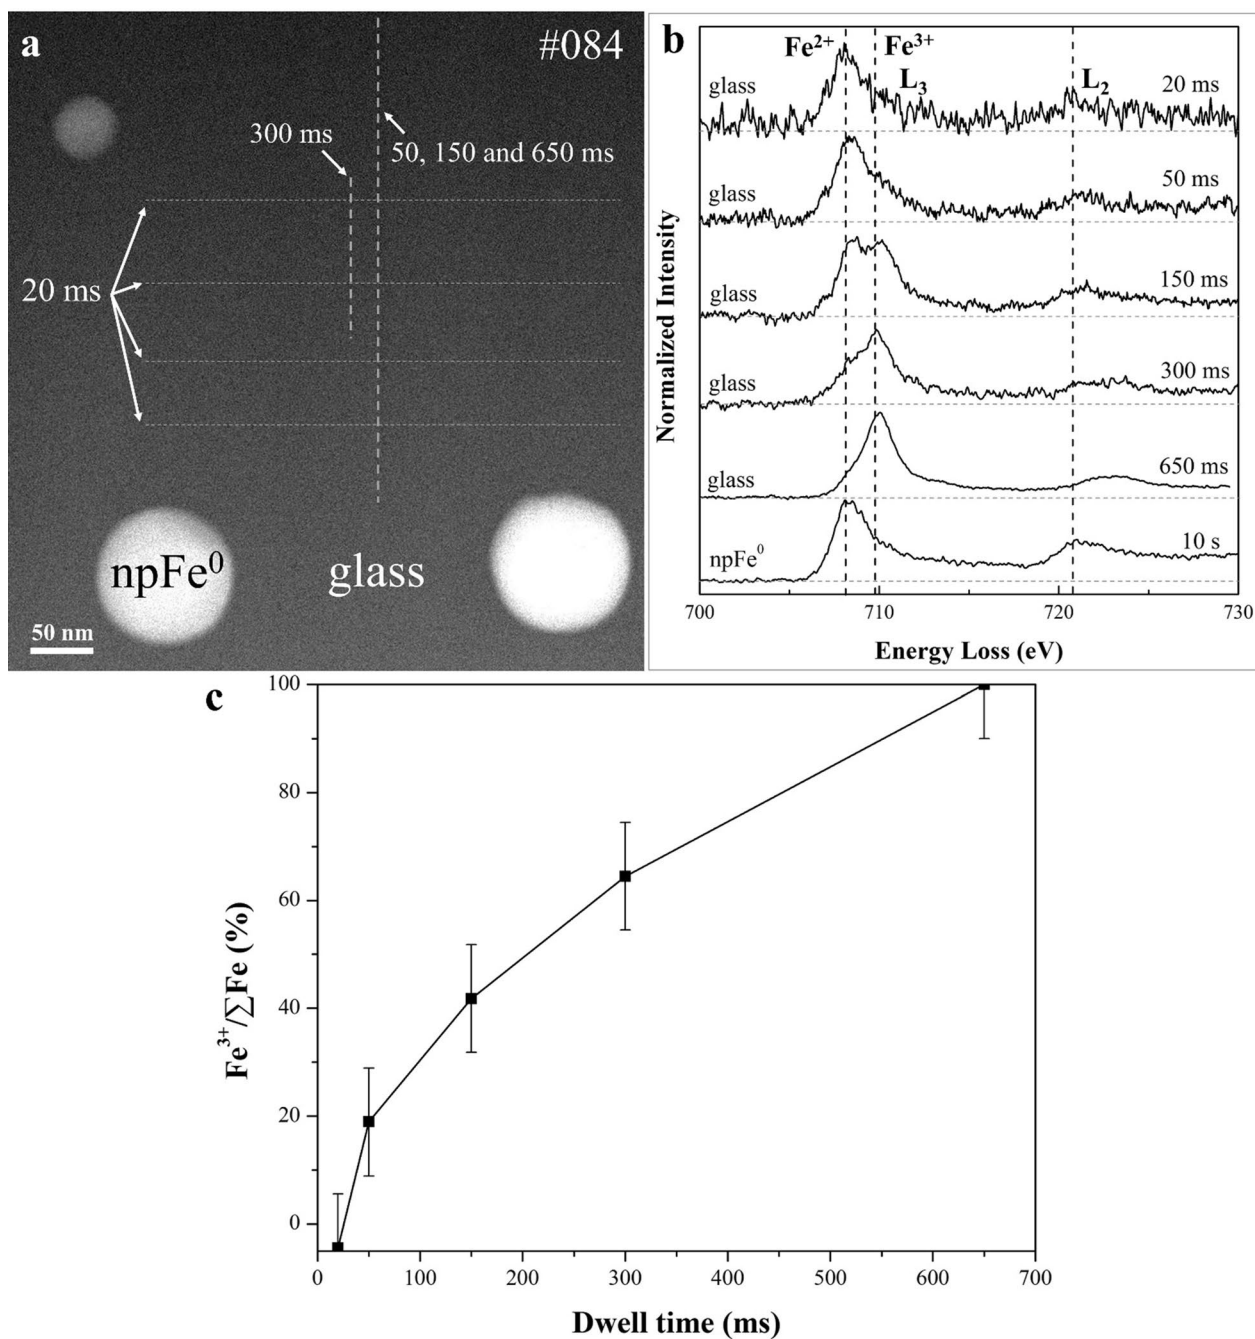 a
#084
300 ms
50, 150 and 650 ms
20 ms
npFe⁰
glass
50 nm
b
Fe²⁺
Fe³⁺
L₃
L₂
glass
20 ms
glass
50 ms
glass
150 ms
glass
300 ms
glass
650 ms
npFe⁰
10 s
Normalized Intensity
700
710
720
730
Energy Loss (eV)
c
100
80
60
40
20
0
Fe³⁺/∑Fe (%)
0
100
200
300
400
500
600
700
Dwell time (ms)